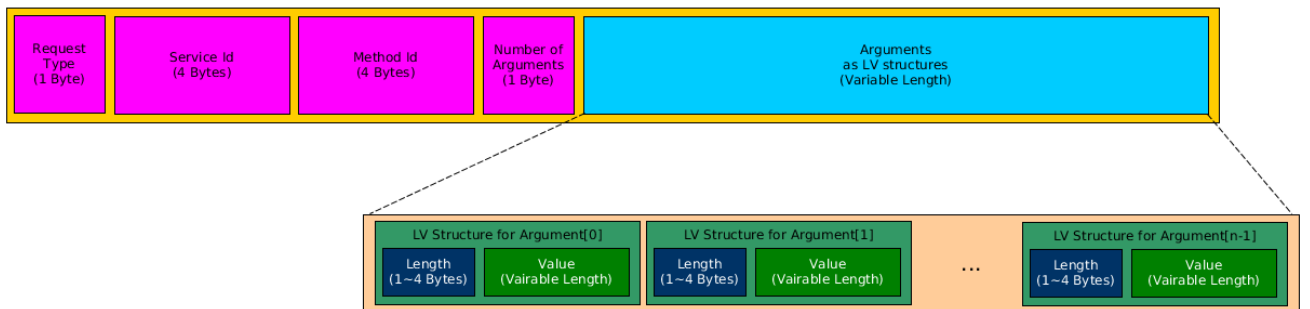 Request
Type
(1 Byte)
Service Id
(4 Bytes)
Method Id
(4 Bytes)
Number of
Arguments
(1 Byte)
Arguments
as LV structures
(Variable Length)
LV Structure for Argument[0]
Length
(1~4 Bytes)
Value
(Vairable Length)
LV Structure for Argument[1]
Length
(1~4 Bytes)
Value
(Vairable Length)
...
LV Structure for Argument[n-1]
Length
(1~4 Bytes)
Value
(Vairable Length)